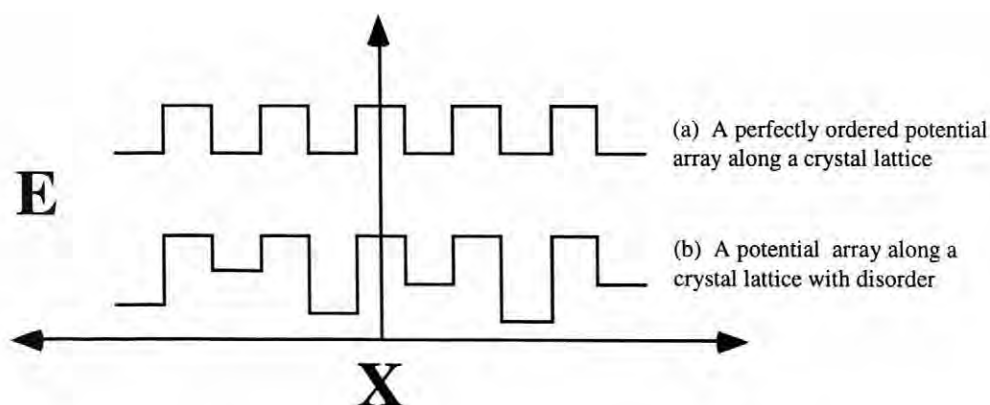 (a) A perfectly ordered potential
array along a crystal lattice
E
(b) A potential array along a
crystal lattice with disorder
X